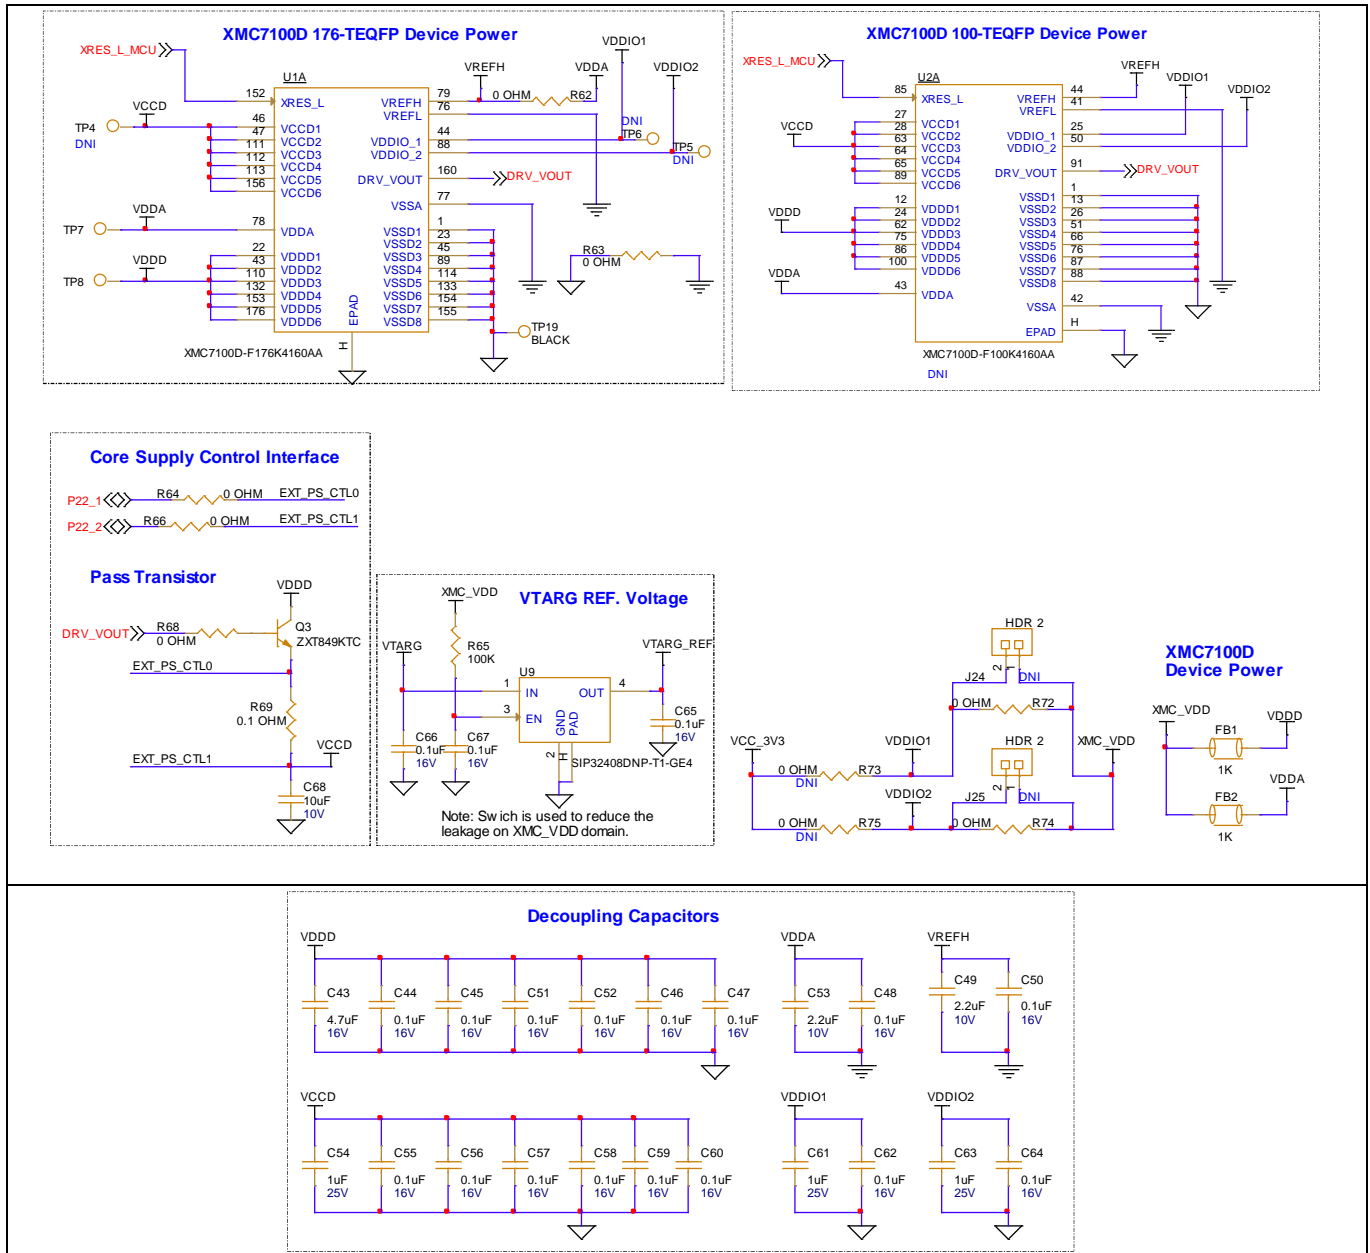 XMC7100D 176-TEQFP Device Power
XRES_L_MCU
VDDIO1
VREFH
VDDA
VDDIO2
U1A
152
XRES_L
VREFH
79
0 OHM
R62
VREFL
76
VCCD
TP4
DNI
46
VCCD1
47
VCCD2
111
VCCD3
112
VCCD4
113
VCCD5
156
VCCD6
VDDIO_1
44
VDDIO_2
88
DNI
TP6
TP5
DNI
DRV_VOUT
160
DRV_VOUT
VSSA
77
TP7
VDDA
78
VDDA
TP8
VDDD
22
VDDD1
43
VDDD2
110
VDDD3
132
VDDD4
153
VDDD5
176
VDDD6
VSSD1
1
VSSD2
23
VSSD3
45
VSSD4
89
VSSD5
114
VSSD6
133
VSSD7
154
VSSD8
155
R63
0 OHM
EPAD
H
TP19
BLACK
XMC7100D-F176K4160AA
XMC7100D 100-TEQFP Device Power
XRES_L_MCU
VREFH
VDDIO1
VDDIO2
U2A
85
XRES_L
VREFH
44
VREFL
41
VCCD
27
VCCD1
28
VCCD2
63
VCCD3
64
VCCD4
65
VCCD5
89
VCCD6
VDDIO_1
25
VDDIO_2
50
DRV_VOUT
91
DRV_VOUT
VDDD
12
VDDD1
24
VDDD2
62
VDDD3
75
VDDD4
86
VDDD5
100
VDDD6
VSSD1
1
VSSD2
13
VSSD3
26
VSSD4
51
VSSD5
66
VSSD6
76
VSSD7
87
VSSD8
88
VDDA
43
VDDA
VSSA
42
EPAD
H
XMC7100D-F100K4160AA
DNI
Core Supply Control Interface
P22_1
R64
0 OHM
EXT_PS_CTL0
P22_2
R66
0 OHM
EXT_PS_CTL1
Pass Transistor
VDDD
DRV_VOUT
R68
0 OHM
Q3
ZXT849KTC
EXT_PS_CTL0
R69
0.1 OHM
EXT_PS_CTL1
VCCD
C68
10uF
10V
VTARG REF. Voltage
XMC_VDD
VTARG
R65
100K
VTARG_REF
U9
1
IN
OUT
4
3
EN
GND
PAD
2
H
C66
0.1uF
16V
C67
0.1uF
16V
C65
0.1uF
16V
SIP32408DNP-T1-GE4
Note: Sw ich is used to reduce the
leakage on XMC_VDD domain.
HDR 2
2
1
J24
DNI
0 OHM
R72
VCC_3V3
VDDIO1
XMC_VDD
0 OHM
R73
DNI
HDR 2
2
1
VDDIO2
J25
DNI
0 OHM
R75
DNI
0 OHM
R74
XMC7100D
Device Power
XMC_VDD
VDDD
FB1
1K
VDDA
FB2
1K
Decoupling Capacitors
VDDD
C43
4.7uF
16V
C44
0.1uF
16V
C45
0.1uF
16V
C51
0.1uF
16V
C52
0.1uF
16V
C46
0.1uF
16V
C47
0.1uF
16V
VDDA
C53
2.2uF
10V
C48
0.1uF
16V
VREFH
C49
2.2uF
10V
C50
0.1uF
16V
VCCD
C54
1uF
25V
C55
0.1uF
16V
C56
0.1uF
16V
C57
0.1uF
16V
C58
0.1uF
16V
C59
0.1uF
16V
C60
0.1uF
16V
VDDIO1
C61
1uF
25V
C62
0.1uF
16V
VDDIO2
C63
1uF
25V
C64
0.1uF
16V